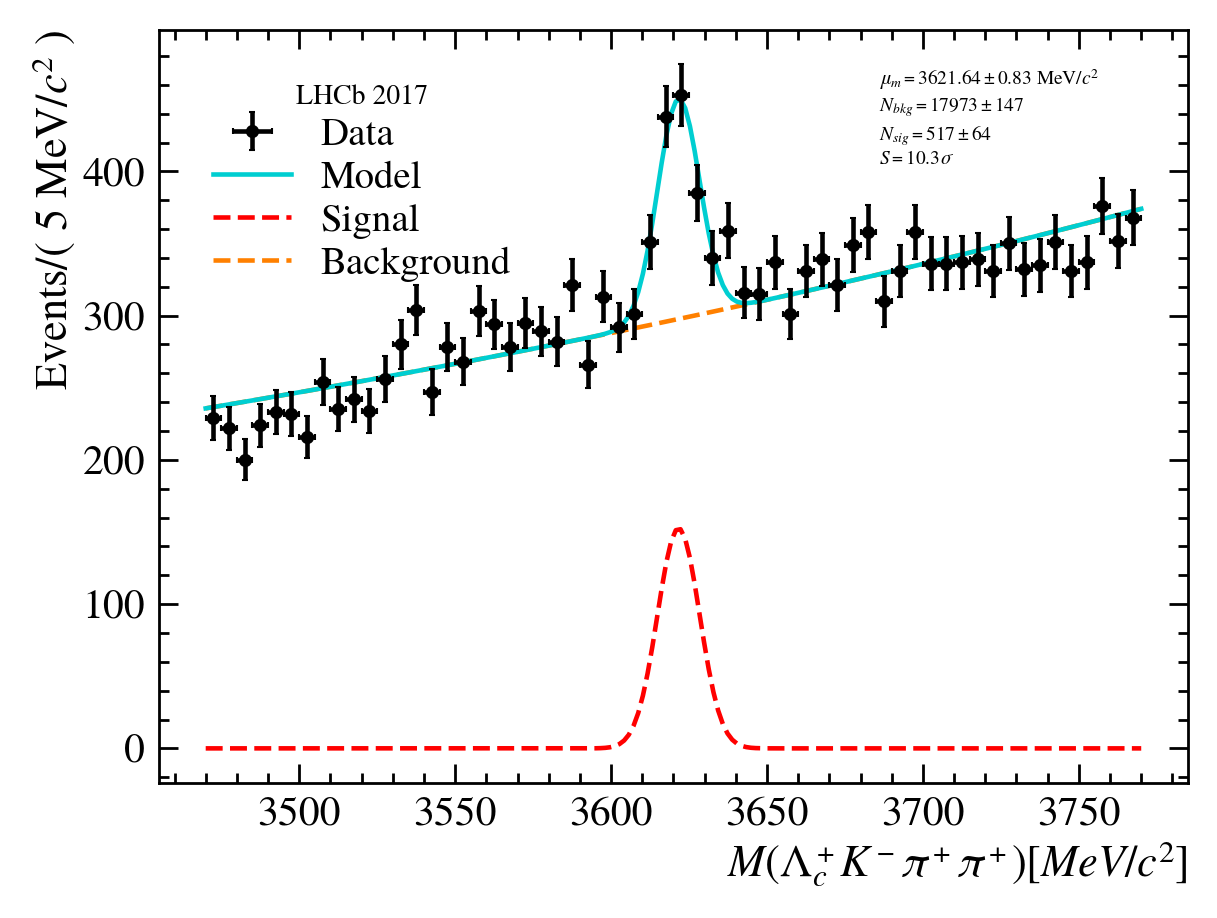 Events/( 5 MeV/c² )
LHCb 2017
Data
Model
Signal
Background
μ_m = 3621.64 ± 0.83 MeV/c²
N_bkg = 17973 ± 147
N_sig = 517 ± 64
S = 10.3σ
400
300
200
100
0
3500 3550 3600 3650 3700 3750
M(Λ_c^+ K^- π^+ π^+)[MeV/c²]